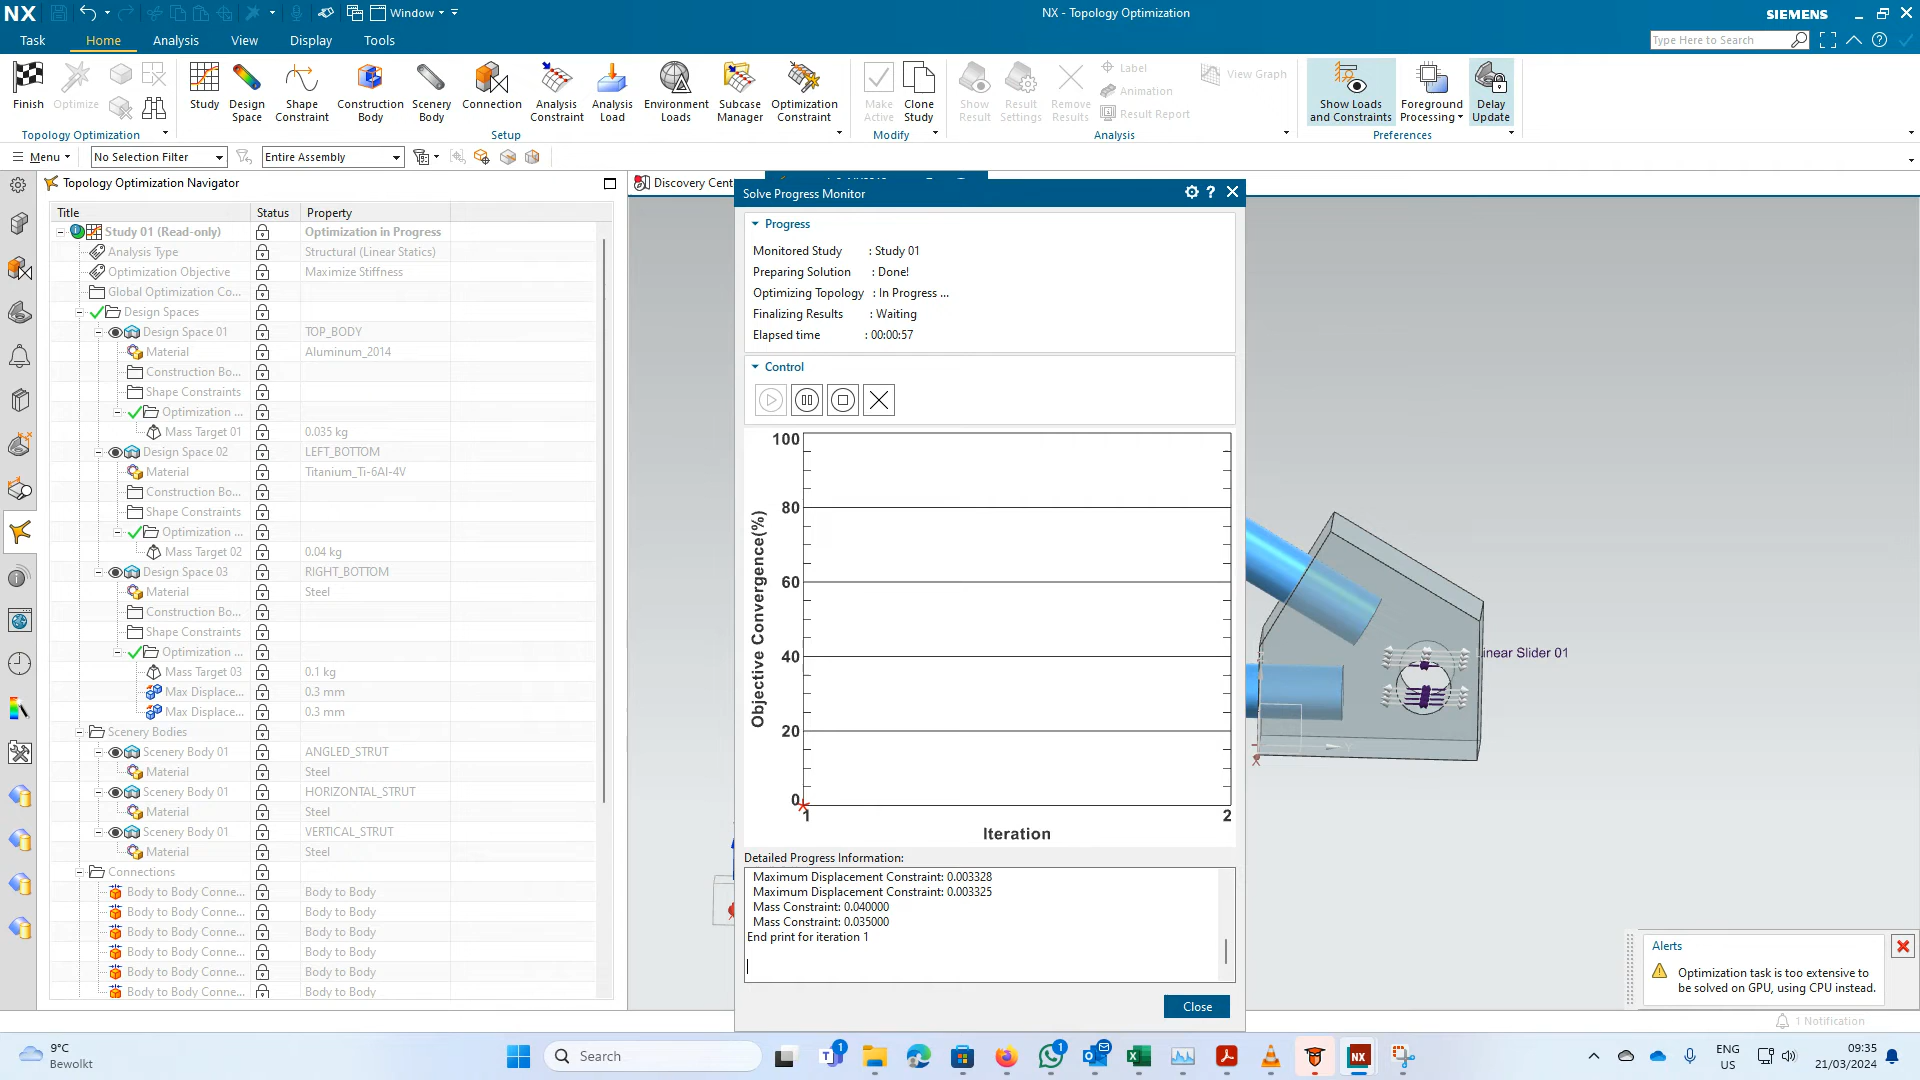 NX
Window
NX - Topology Optimization
SIEMENS
Task
Home
Analysis
View
Display
Tools
Type Here to Search
Finish
Optimize
Study
Design Space
Shape Constraint
Construction Body
Scenery Body
Connection
Analysis Constraint
Analysis Load
Environment Loads
Subcase Manager
Optimization Constraint
Make Active
Clone Study
Show Result
Result Settings
Remove Results
Label
Animation
Result Report
View Graph
Show Loads and Constraints
Foreground Processing
Delay Update
Topology Optimization
Setup
Modify
Analysis
Preferences
Menu
No Selection Filter
Entire Assembly
Topology Optimization Navigator
Discovery Cent
Title Status Property
Study 01 (Read-only) Optimization in Progress
Analysis Type Structural (Linear Statics)
Optimization Objective Maximize Stiffness
Global Optimization Co...
Design Spaces
Design Space 01 TOP_BODY
Material Aluminum_2014
Construction Bo...
Shape Constraints
Optimization ...
Mass Target 01 0.035 kg
Design Space 02 LEFT_BOTTOM
Material Titanium_Ti-6Al-4V
Construction Bo...
Shape Constraints
Optimization ...
Mass Target 02 0.04 kg
Design Space 03 RIGHT_BOTTOM
Material Steel
Construction Bo...
Shape Constraints
Optimization ...
Mass Target 03 0.1 kg
Max Displace... 0.3 mm
Max Displace... 0.3 mm
Scenery Bodies
Scenery Body 01 ANGLED_STRUT
Material Steel
Scenery Body 01 HORIZONTAL_STRUT
Material Steel
Scenery Body 01 VERTICAL_STRUT
Material Steel
Connections
Body to Body Conne... Body to Body
Body to Body Conne... Body to Body
Body to Body Conne... Body to Body
Body to Body Conne... Body to Body
Body to Body Conne... Body to Body
Body to Body Conne... Body to Body
Solve Progress Monitor
Progress
Monitored Study : Study 01
Preparing Solution : Done!
Optimizing Topology : In Progress ...
Finalizing Results : Waiting
Elapsed time : 00:00:57
Control
100
80
60
40
20
0
Objective Convergence(%)
1 2
Iteration
Detailed Progress Information:
Maximum Displacement Constraint: 0.003328
Maximum Displacement Constraint: 0.003325
Mass Constraint: 0.040000
Mass Constraint: 0.035000
End print for iteration 1
Close
inear Slider 01
Alerts
Optimization task is too extensive to
be solved on GPU, using CPU instead.
1 Notification
9°C
Bewolkt
Search
ENG
US
09:35
21/03/2024